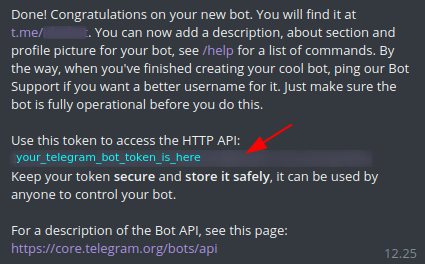 Done! Congratulations on your new bot. You will find it at
t.me/ . You can now add a description, about section and
profile picture for your bot, see /help for a list of commands. By
the way, when you've finished creating your cool bot, ping our Bot
Support if you want a better username for it. Just make sure the
bot is fully operational before you do this.
Use this token to access the HTTP API:
your_telegram_bot_token_is_here
Keep your token secure and store it safely, it can be used by
anyone to control your bot.
For a description of the Bot API, see this page:
https://core.telegram.org/bots/api
12.25